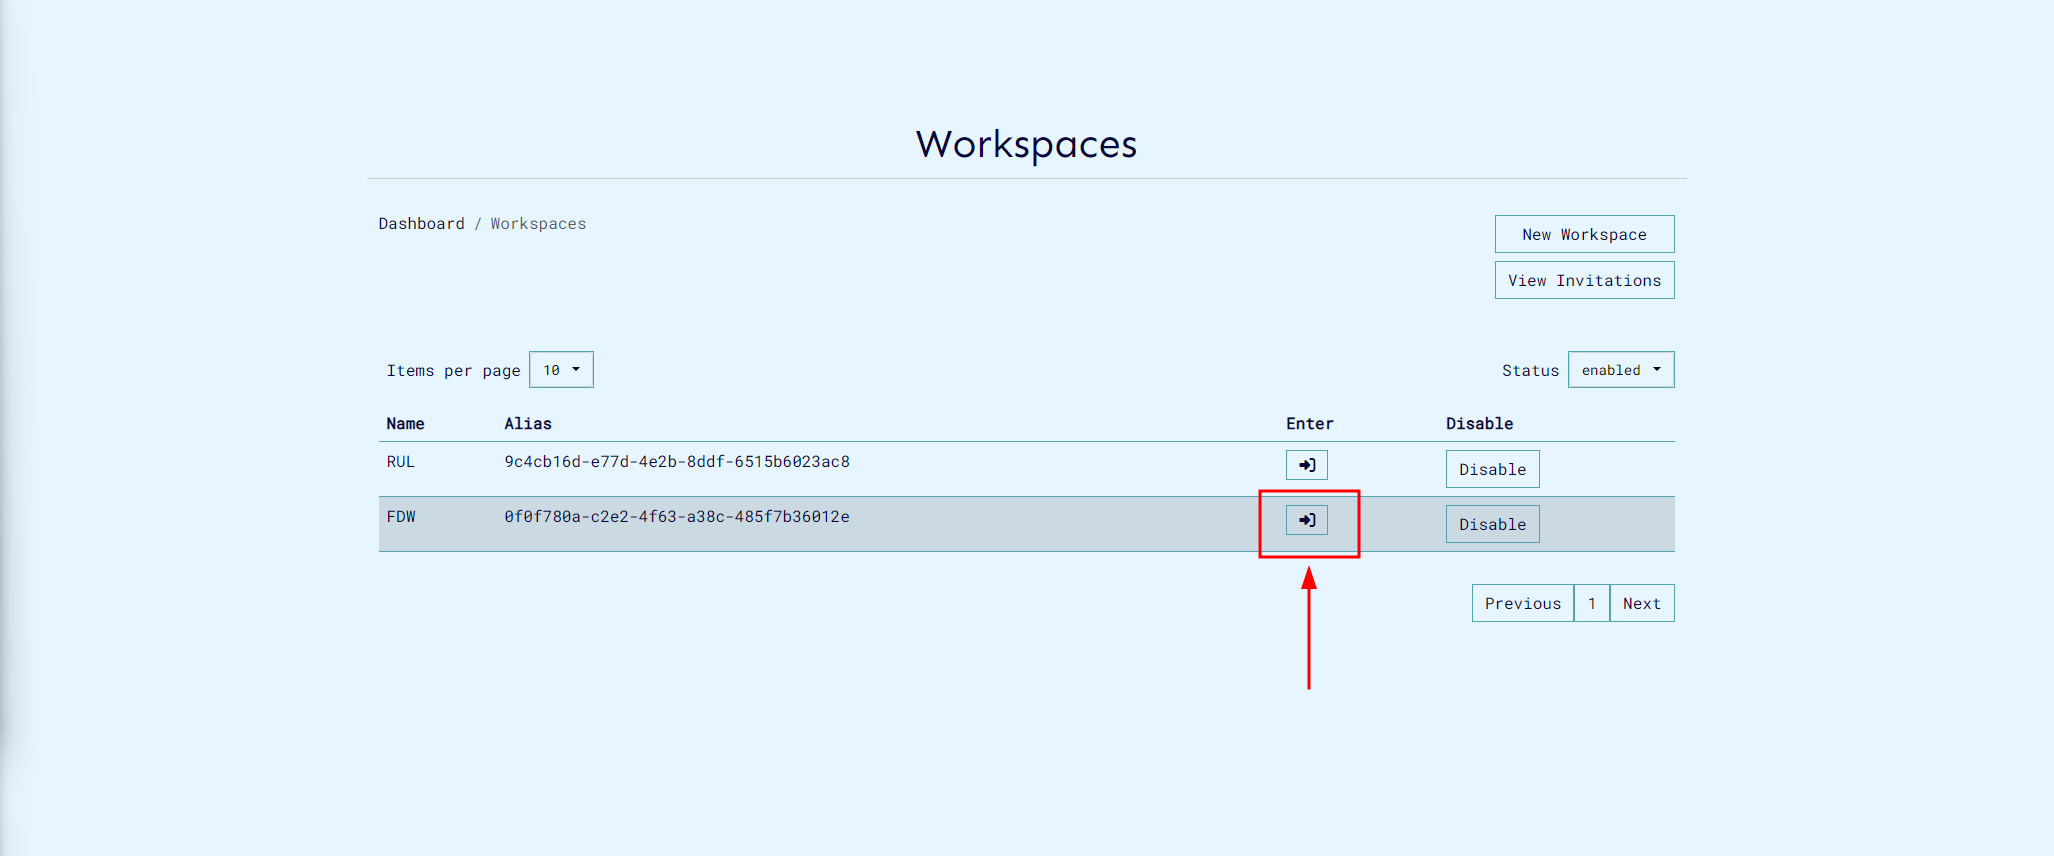 Workspaces
Dashboard / Workspaces
New Workspace
View Invitations
Items per page 10
Status enabled
Name Alias Enter Disable
RUL 9c4cb16d-e77d-4e2b-8ddf-6515b6023ac8 Disable
FDW 0f0f780a-c2e2-4f63-a38c-485f7b36012e Disable
Previous 1 Next